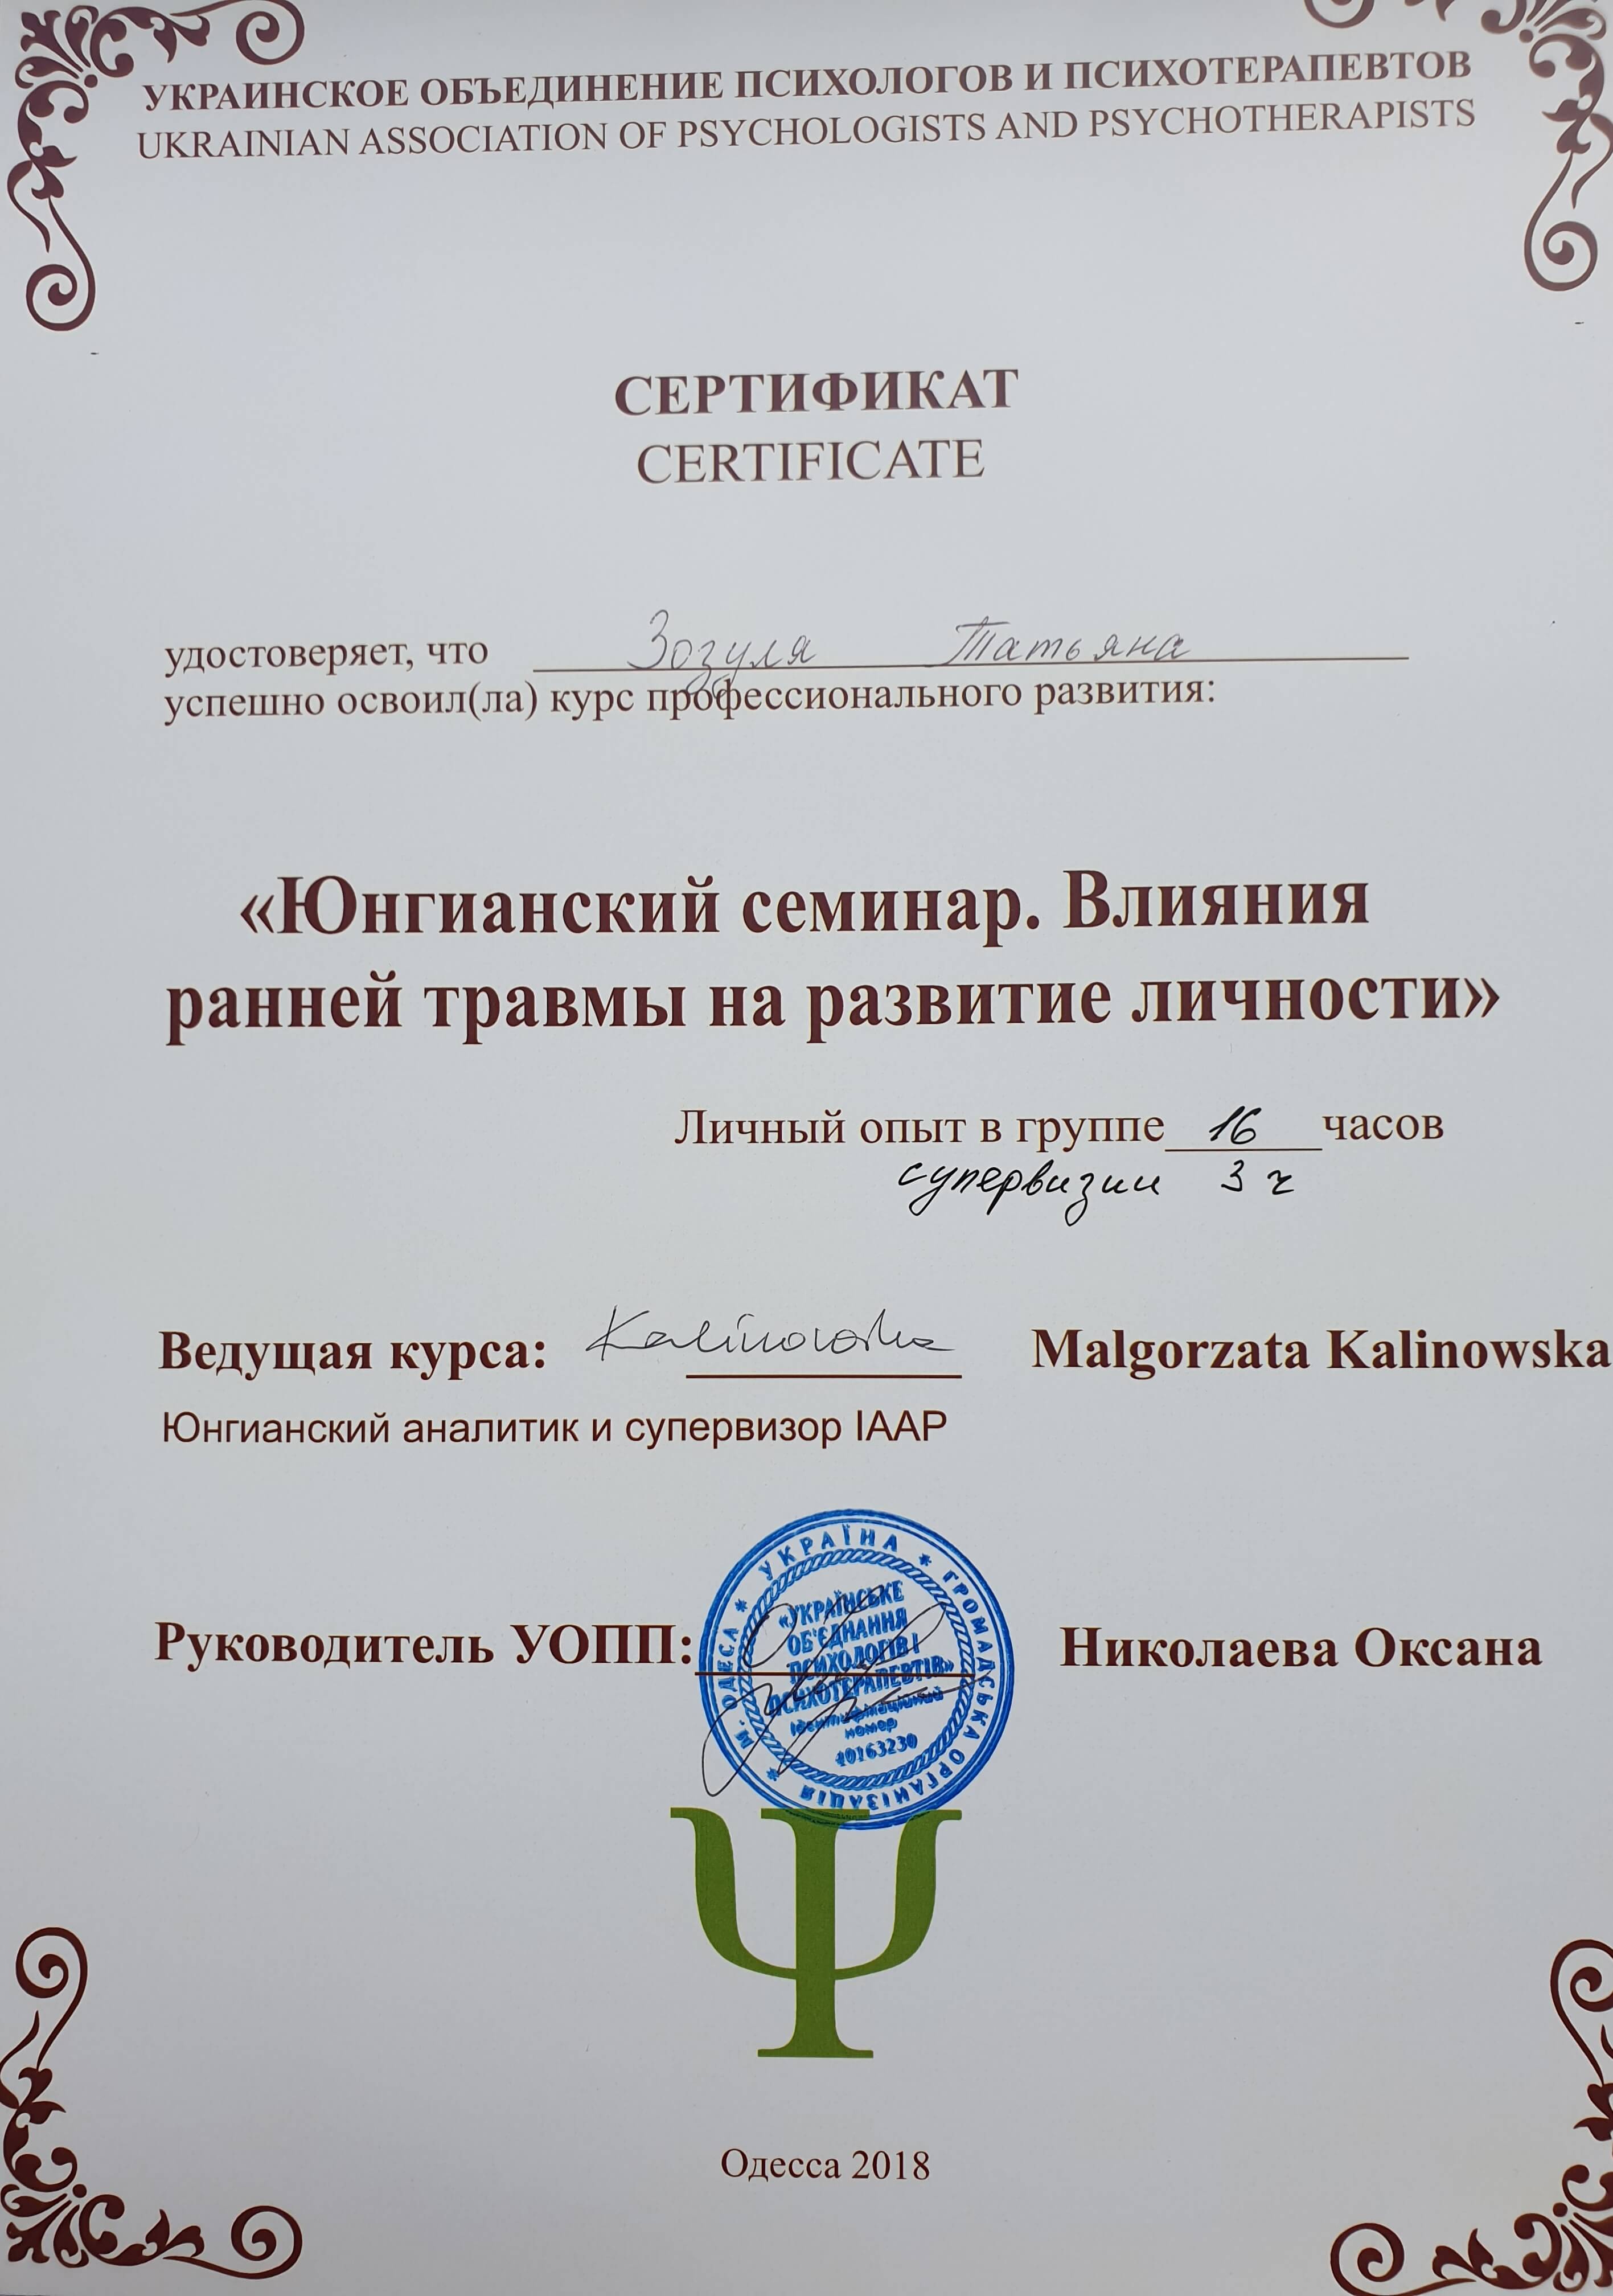 УКРАИНСКОЕ ОБЪЕДИНЕНИЕ ПСИХОЛОГОВ И ПСИХОТЕРАПЕВТОВ
UKRAINIAN ASSOCIATION OF PSYCHOLOGISTS AND PSYCHOTHERAPISTS
СЕРТИФИКАТ
CERTIFICATE
удостоверяет, что Зозуля Татьяна
успешно освоил(ла) курс профессионального развития:
«Юнгианский семинар. Влияния
ранней травмы на развитие личности»
Личный опыт в группе 16 часов
супервизии 3 ч
Ведущая курса: Kalinowska Malgorzata Kalinowska
Юнгианский аналитик и супервизор IAAP
Руководитель УОПП: Николаева Оксана
М. ОДЕСА * УКРАЇНА * ГРОМАДСЬКА ОРГАНІЗАЦІЯ *
«УКРАЇНСЬКЕ
ОБ'ЄДНАННЯ
ПСИХОЛОГІВ І
ПСИХОТЕРАПЕВТІВ»
Ідентифікаційний
номер
40163230
Ψ
Одесса 2018